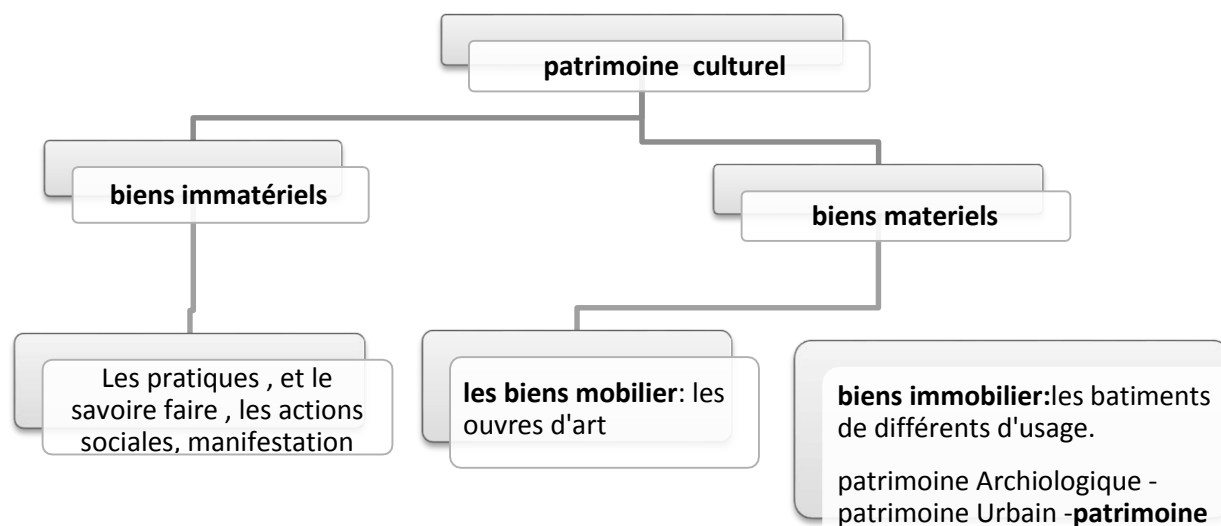 patrimoine culturel
biens immatériels
biens materiels
Les pratiques , et le
savoire faire , les actions
sociales, manifestation
les biens mobilier: les
ouvres d'art
biens immobilier:les batiments
de différents d'usage.
patrimoine Archiologique -
patrimoine Urbain -patrimoine